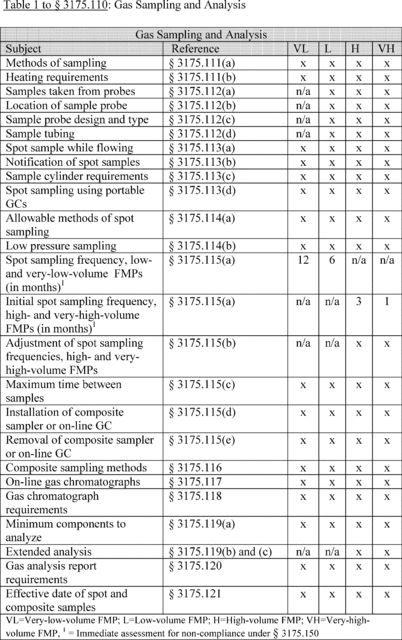 Table 1 to § 3175.110: Gas Sampling and Analysis
Gas Sampling and Analysis
Subject Reference VL L H VH
Methods of sampling § 3175.111(a) x x x x
Heating requirements § 3175.111(b) x x x x
Samples taken from probes § 3175.112(a) n/a x x x
Location of sample probe § 3175.112(b) n/a x x x
Sample probe design and type § 3175.112(c) n/a x x x
Sample tubing § 3175.112(d) n/a x x x
Spot sample while flowing § 3175.113(a) x x x x
Notification of spot samples § 3175.113(b) x x x x
Sample cylinder requirements § 3175.113(c) x x x x
Spot sampling using portable § 3175.113(d) x x x x
GCs
Allowable methods of spot § 3175.114(a) x x x x
sampling
Low pressure sampling § 3175.114(b) x x x x
Spot sampling frequency, low- § 3175.115(a) 12 6 n/a n/a
and very-low-volume FMPs
(in months)¹
Initial spot sampling frequency, § 3175.115(a) n/a n/a 3 1
high- and very-high-volume
FMPs (in months)¹
Adjustment of spot sampling § 3175.115(b) n/a n/a x x
frequencies, high- and very-
high-volume FMPs
Maximum time between § 3175.115(c) x x x x
samples
Installation of composite § 3175.115(d) x x x x
sampler or on-line GC
Removal of composite sampler § 3175.115(e) x x x x
or on-line GC
Composite sampling methods § 3175.116 x x x x
On-line gas chromatographs § 3175.117 x x x x
Gas chromatograph § 3175.118 x x x x
requirements
Minimum components to § 3175.119(a) x x x x
analyze
Extended analysis § 3175.119(b) and (c) n/a n/a x x
Gas analysis report § 3175.120 x x x x
requirements
Effective date of spot and § 3175.121 x x x x
composite samples
VL=Very-low-volume FMP; L=Low-volume FMP; H=High-volume FMP; VH=Very-high-
volume FMP, ¹ = Immediate assessment for non-compliance under § 3175.150